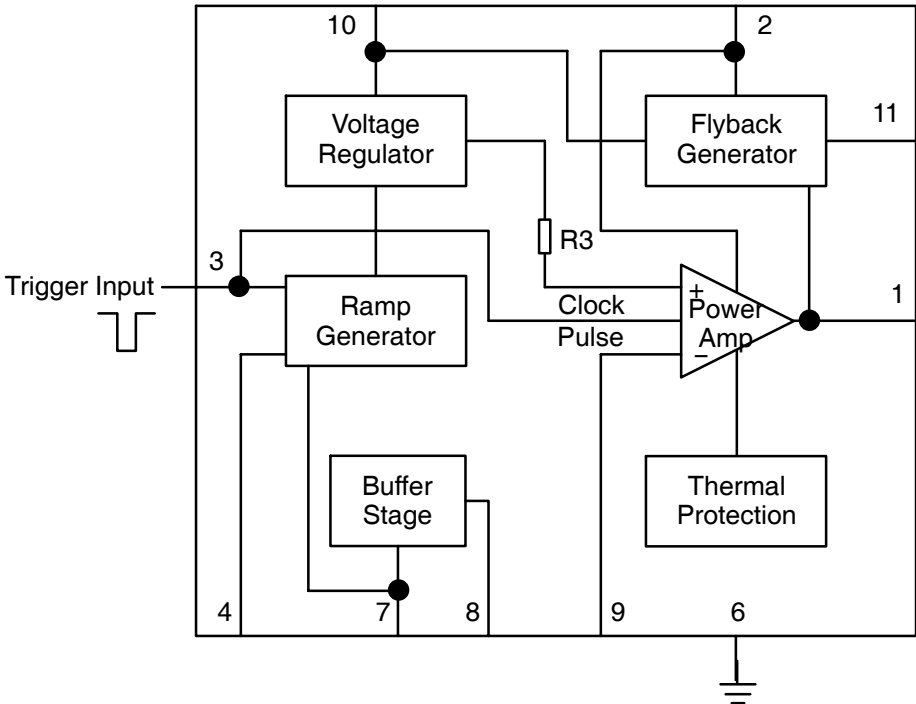 10
2
Voltage
Regulator
Flyback
Generator
11
R3
3
Trigger Input
Ramp
Generator
Clock
Pulse
+
Power
Amp
−
1
Buffer
Stage
Thermal
Protection
4
7
8
9
6